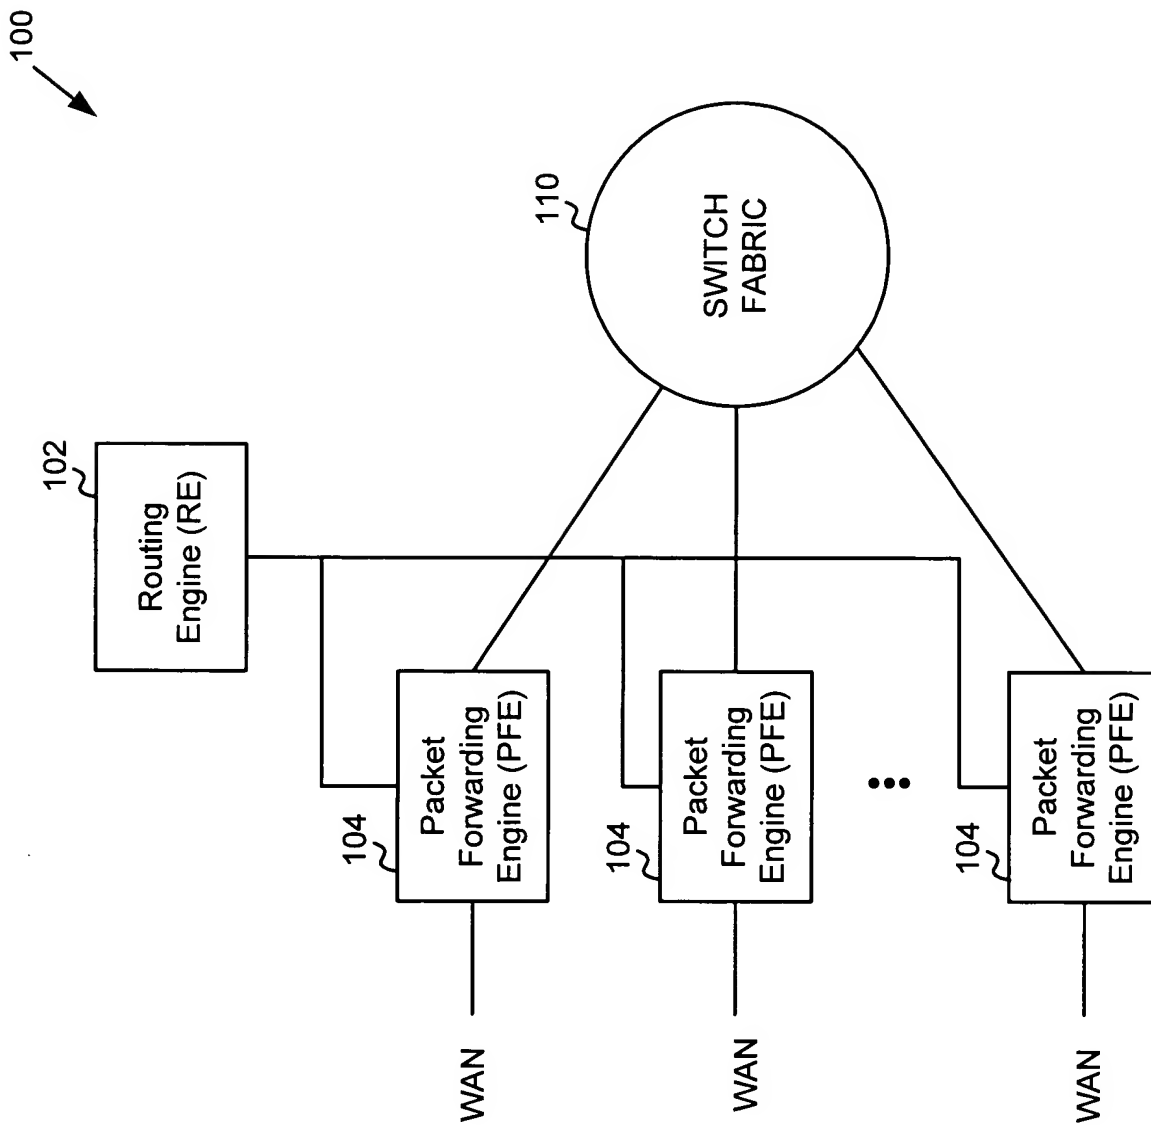 100
102
Routing
Engine (RE)
110
SWITCH
FABRIC
104
Packet
Forwarding
Engine (PFE)
WAN
104
Packet
Forwarding
Engine (PFE)
WAN
104
Packet
Forwarding
Engine (PFE)
WAN